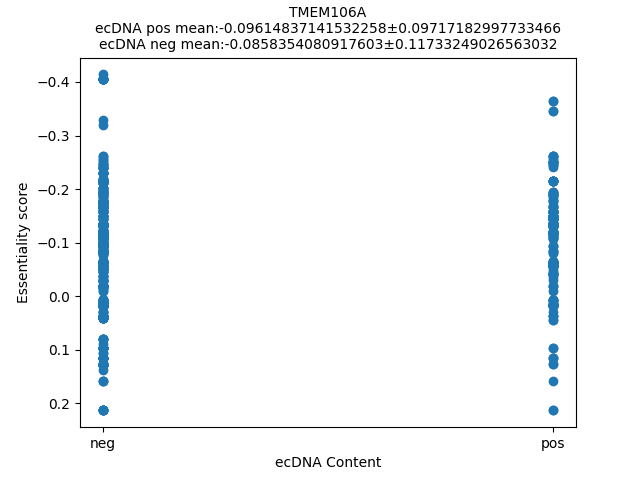 TMEM106A
ecDNA pos mean:-0.09614837141532258±0.09717182997733466
ecDNA neg mean:-0.0858354080917603±0.11733249026563032
−0.4
−0.3
−0.2
−0.1
0.0
0.1
0.2
Essentiality score
neg
pos
ecDNA Content